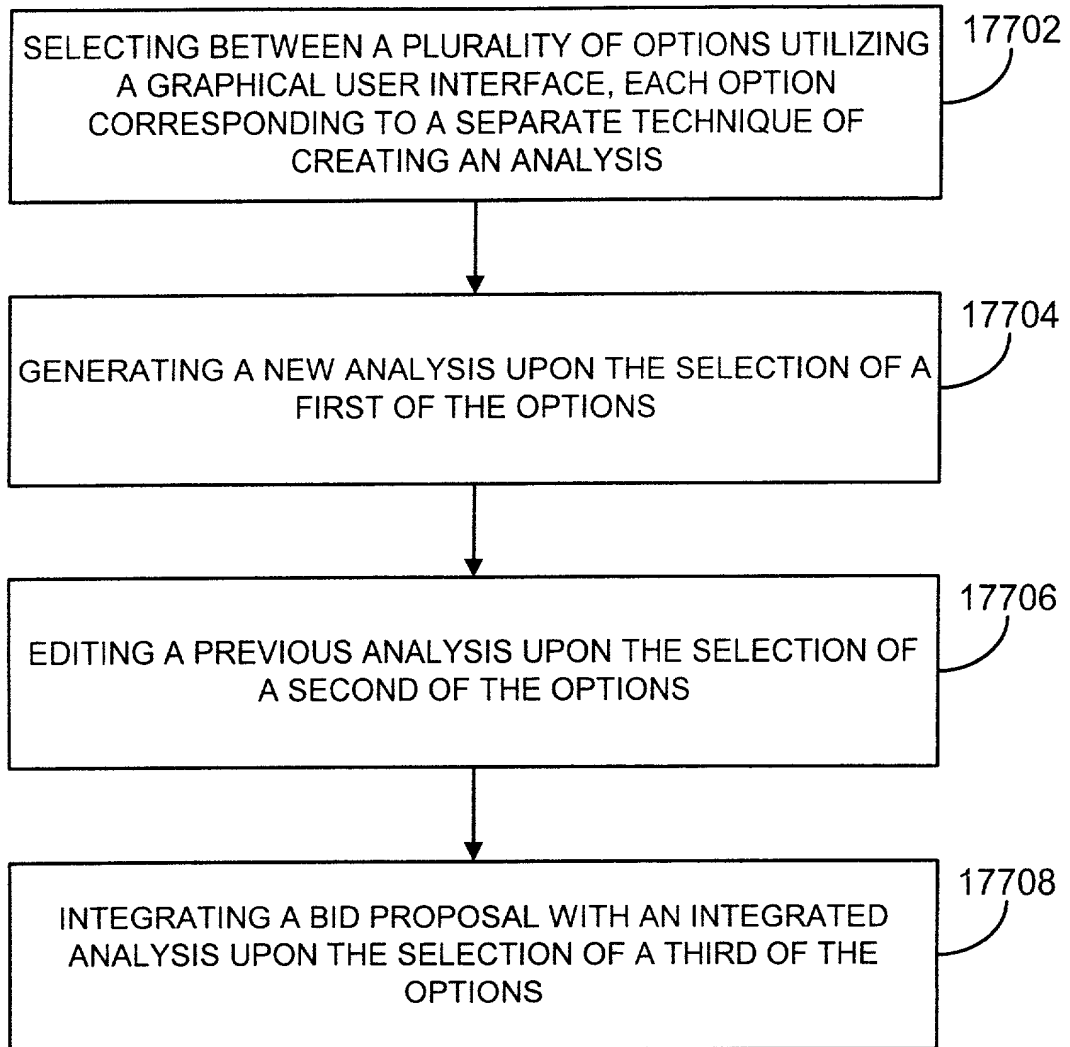 SELECTING BETWEEN A PLURALITY OF OPTIONS UTILIZING
A GRAPHICAL USER INTERFACE, EACH OPTION
CORRESPONDING TO A SEPARATE TECHNIQUE OF
CREATING AN ANALYSIS
17702
GENERATING A NEW ANALYSIS UPON THE SELECTION OF A
FIRST OF THE OPTIONS
17704
EDITING A PREVIOUS ANALYSIS UPON THE SELECTION OF
A SECOND OF THE OPTIONS
17706
INTEGRATING A BID PROPOSAL WITH AN INTEGRATED
ANALYSIS UPON THE SELECTION OF A THIRD OF THE
OPTIONS
17708